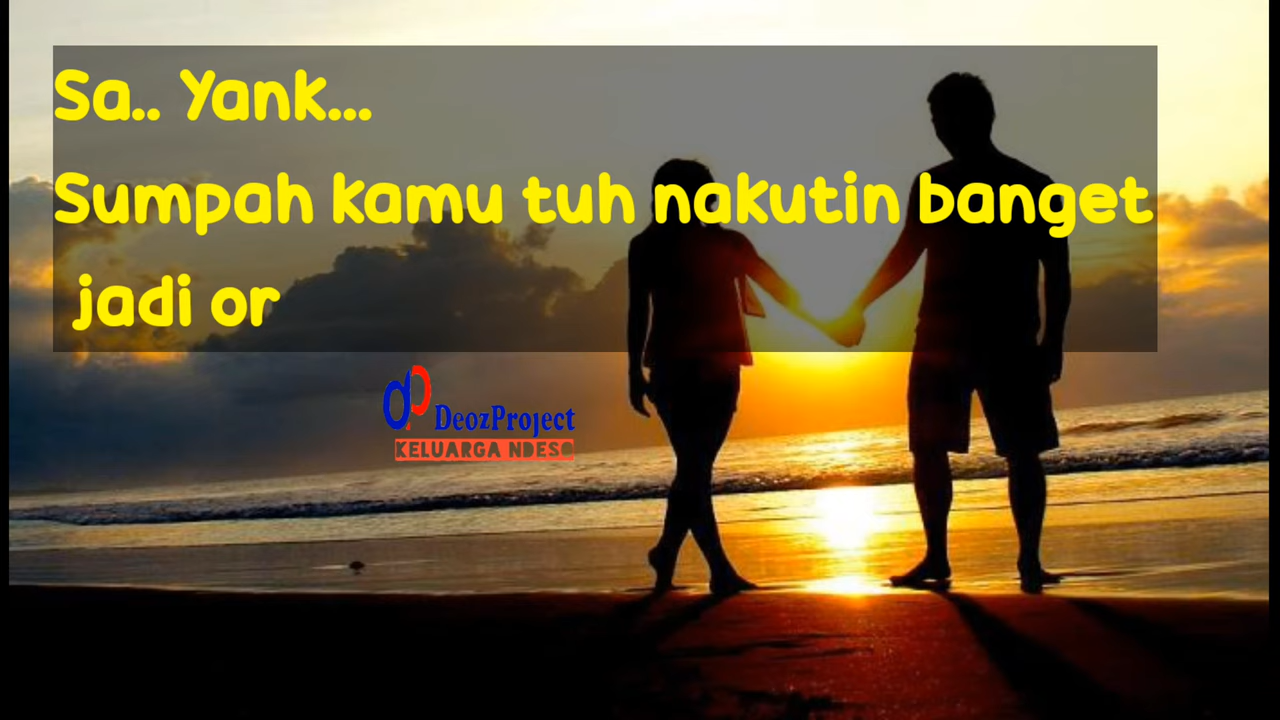 Sa.. Yank...
Sumpah kamu tuh nakutin banget
jadi or
DeozProject
KELUARGA NDESO